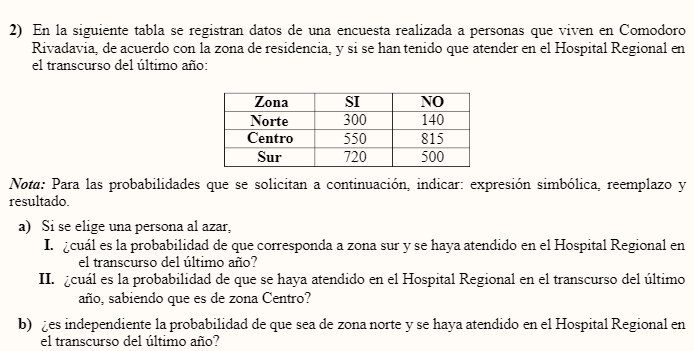 2) En la siguiente tabla se registran datos de una encuesta realizada a personas que viven en Comodoro
Rivadavia, de acuerdo con la zona de residencia, y si se han tenido que atender en el Hospital Regional en
el transcurso del último año:
Zona SI NO
Norte 300 140
Centro 550 815
Sur 720 500
Nota: Para las probabilidades que se solicitan a continuación, indicar: expresión simbólica, reemplazo y
resultado.
a) Si se elige una persona al azar,
I. ¿cuál es la probabilidad de que corresponda a zona sur y se haya atendido en el Hospital Regional en
el transcurso del último año?
II. ¿cuál es la probabilidad de que se haya atendido en el Hospital Regional en el transcurso del último
año, sabiendo que es de zona Centro?
b) ¿es independiente la probabilidad de que sea de zona norte y se haya atendido en el Hospital Regional en
el transcurso del último año?